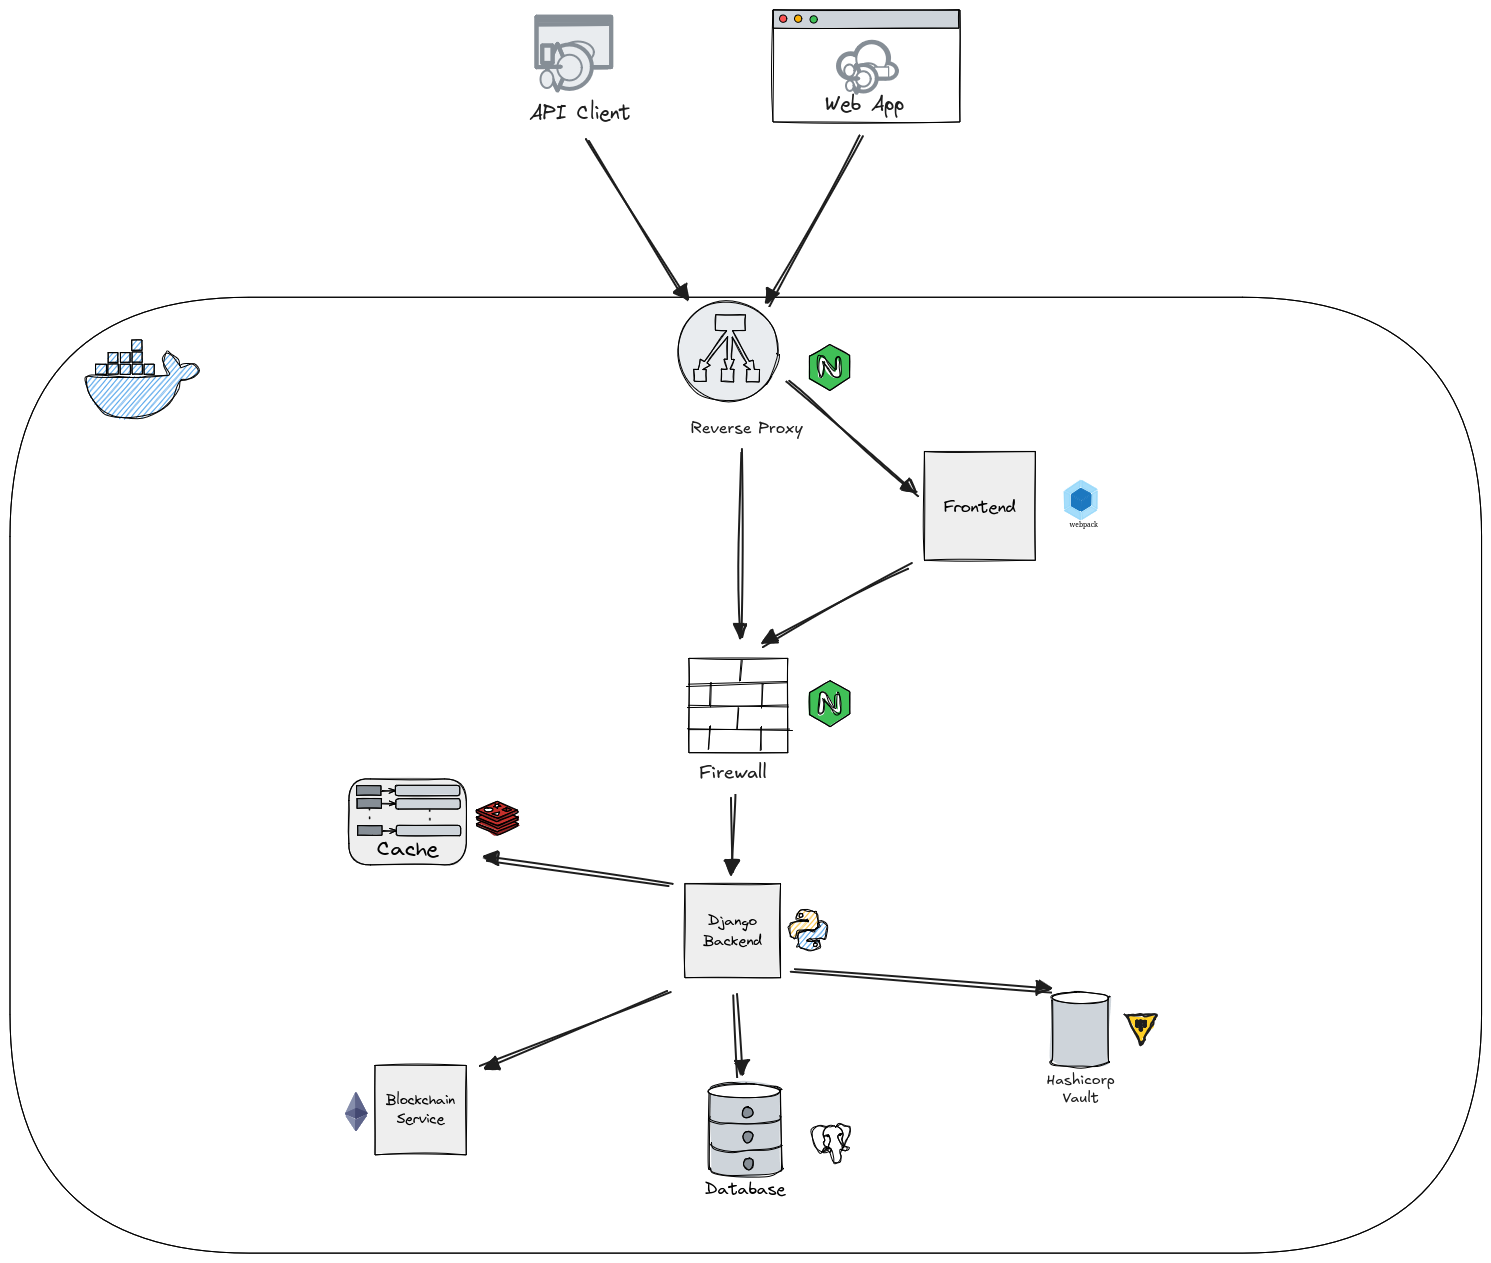 API Client
Web App
Reverse Proxy
Frontend
webpack
Firewall
Cache
Django
Backend
Hashicorp
Vault
Blockchain
Service
Database